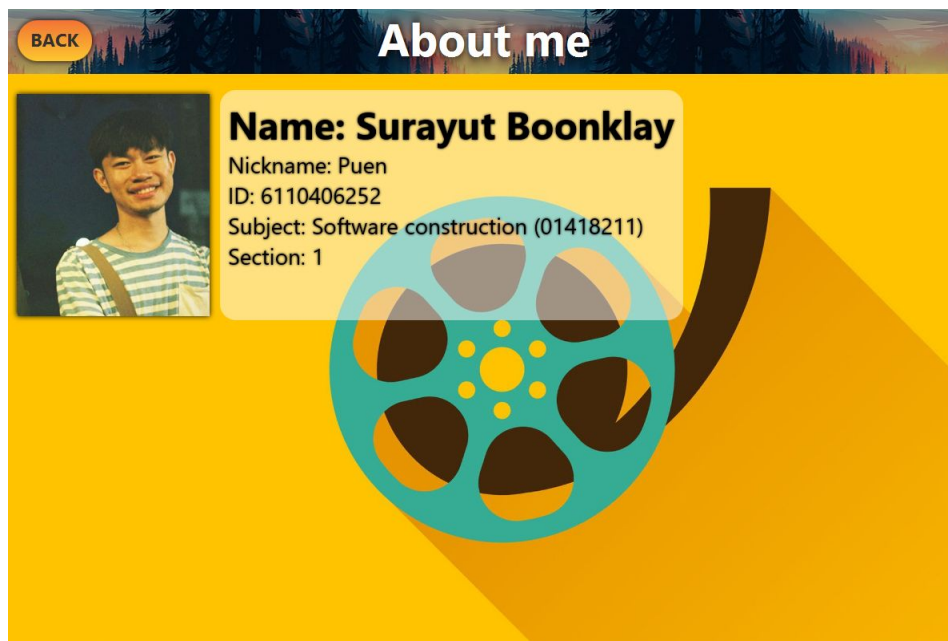 BACK
About me
Name: Surayut Boonklay
Nickname: Puen
ID: 6110406252
Subject: Software construction (01418211)
Section: 1